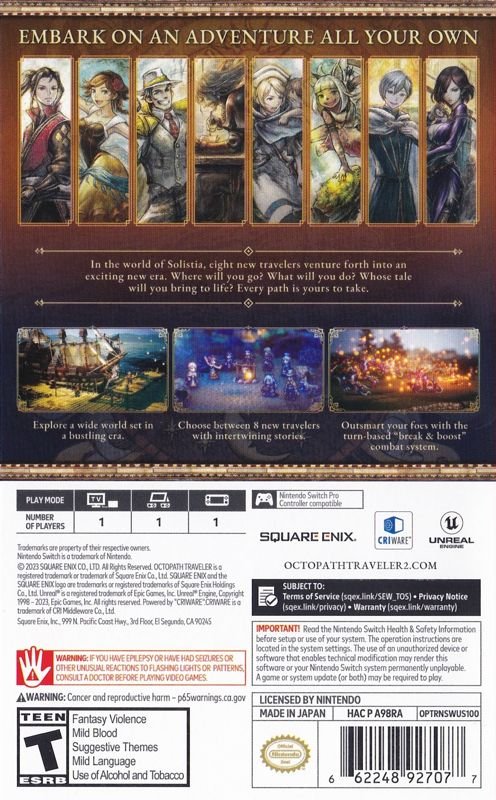 EMBARK ON AN ADVENTURE ALL YOUR OWN
In the world of Solistia, eight new travelers venture forth into an
exciting new era. Where will you go? What will you do? Whose tale
will you bring to life? Every path is yours to take.
Explore a wide world set in
a bustling era.
Choose between 8 new travelers
with intertwining stories.
Outsmart your foes with the
turn-based "break & boost"
combat system.
PLAY MODE
TV
NUMBER
OF PLAYERS
1
1
1
Nintendo Switch Pro
Controller compatible
Trademarks are property of their respective owners.
Nintendo Switch is a trademark of Nintendo.
© 2023 SQUARE ENIX CO., LTD. All Rights Reserved. OCTOPATH TRAVELER is a
registered trademark or trademark of Square Enix Co., Ltd. SQUARE ENIX and the
SQUARE ENIX logo are trademarks or registered trademarks of Square Enix Holdings
Co., Ltd. Unreal® is a registered trademark of Epic Games, Inc. Unreal® Engine, Copyright
1998 – 2023, Epic Games, Inc. All rights reserved. Powered by "CRIWARE". CRIWARE is a
trademark of CRI Middleware Co., Ltd.
Square Enix, Inc., 999 N. Pacific Coast Hwy., 3rd Floor, El Segundo, CA 90245
SQUARE ENIX.
CRI
CRIWARE™
UNREAL
ENGINE
OCTOPATHTRAVELER2.COM
SUBJECT TO:
Terms of Service (sqex.link/SEW_TOS) • Privacy Notice
(sqex.link/privacy) • Warranty (sqex.link/warranty)
IMPORTANT! Read the Nintendo Switch Health & Safety Information
before setup or use of your system. The operation instructions are
located in the system settings. The use of an unauthorized device or
software that enables technical modification may render this
software or your Nintendo Switch system permanently unplayable.
A game or system update (or both) may be required to play.
WARNING: IF YOU HAVE EPILEPSY OR HAVE HAD SEIZURES OR
OTHER UNUSUAL REACTIONS TO FLASHING LIGHTS OR PATTERNS,
CONSULT A DOCTOR BEFORE PLAYING VIDEO GAMES.
WARNING: Cancer and reproductive harm – p65warnings.ca.gov
TEEN
T
ESRB
Fantasy Violence
Mild Blood
Suggestive Themes
Mild Language
Use of Alcohol and Tobacco
LICENSED BY NINTENDO
MADE IN JAPAN
HAC P A98RA
OPTRNSWUS100
Official
Nintendo
Seal
6 62248 92707 7